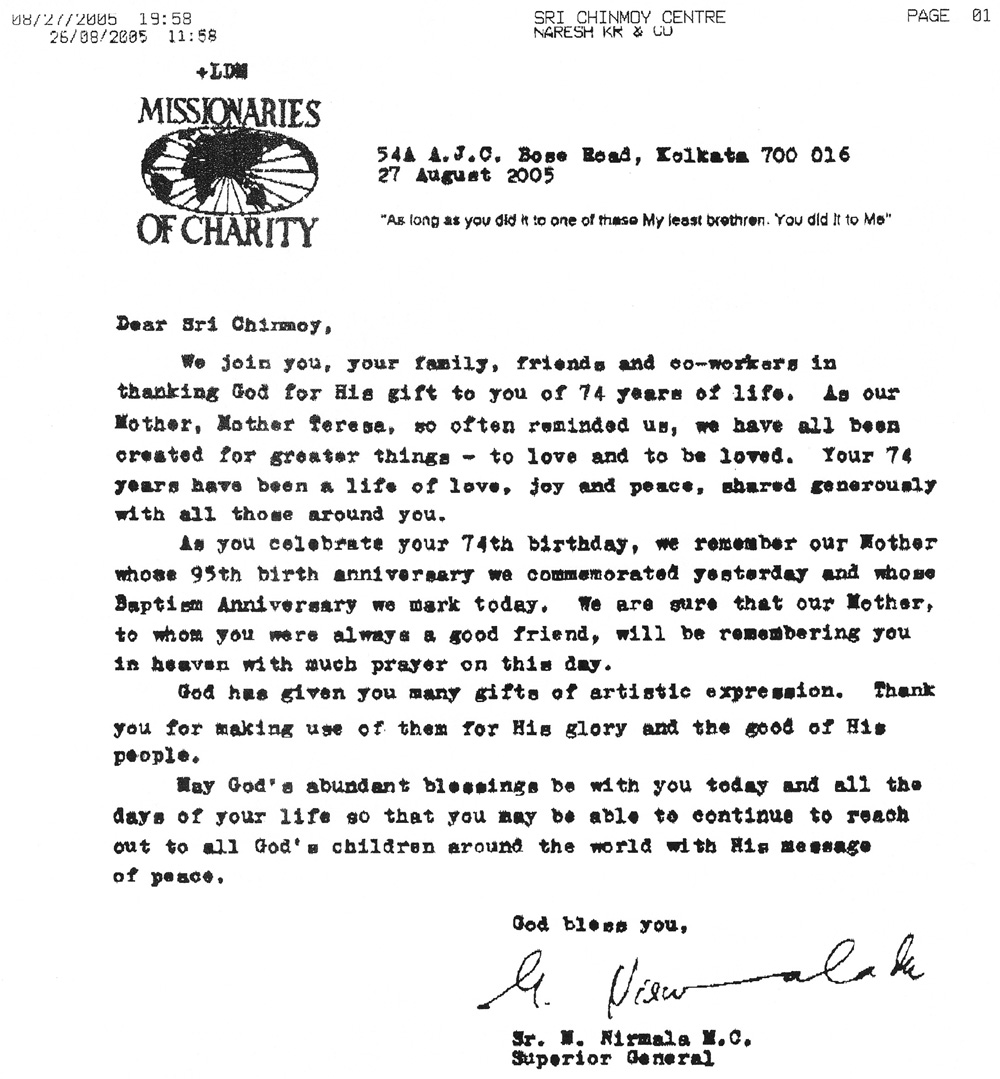 08/27/2005 19:58 SRI CHINMOY CENTRE PAGE 01
26/08/2005 11:58 NARESH KR & CO
+LDM
MISSIONARIES
OF CHARITY
54A A.J.C. Bose Road, Kolkata 700 016
27 August 2005
"As long as you did it to one of these My least brethren. You did it to Me"
Dear Sri Chinmoy,
We join you, your family, friends and co-workers in
thanking God for His gift to you of 74 years of life. As our
Mother, Mother Teresa, so often reminded us, we have all been
created for greater things - to love and to be loved. Your 74
years have been a life of love, joy and peace, shared generously
with all those around you.
As you celebrate your 74th birthday, we remember our Mother
whose 95th birth anniversary we commemorated yesterday and whose
Baptism Anniversary we mark today. We are sure that our Mother,
to whom you were always a good friend, will be remembering you
in heaven with much prayer on this day.
God has given you many gifts of artistic expression. Thank
you for making use of them for His glory and the good of His
people.
May God's abundant blessings be with you today and all the
days of your life so that you may be able to continue to reach
out to all God's children around the world with His message
of peace.
God bless you,
Sr. M. Nirmala M.C.
Superior General